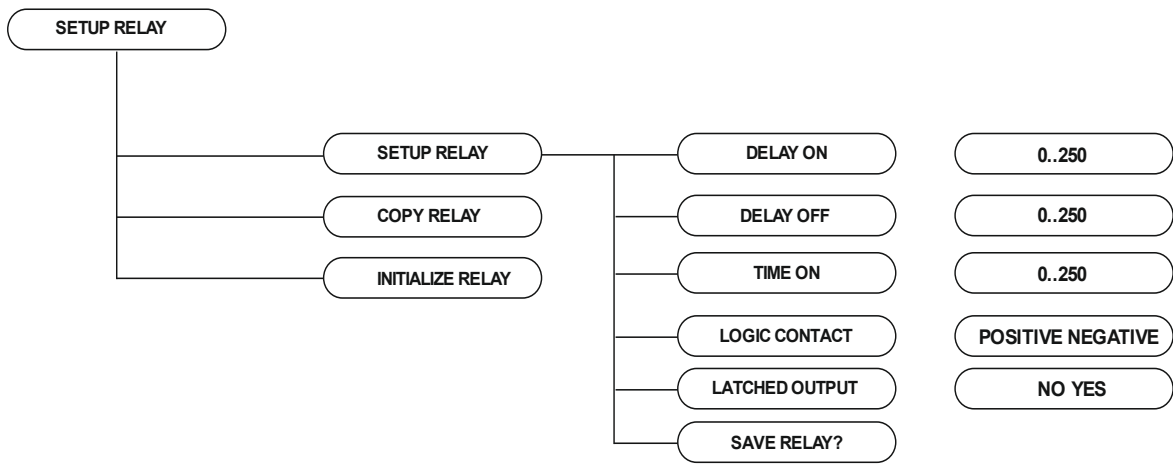 SETUP RELAY
SETUP RELAY
DELAY ON
0..250
COPY RELAY
DELAY OFF
0..250
INITIALIZE RELAY
TIME ON
0..250
LOGIC CONTACT
POSITIVE NEGATIVE
LATCHED OUTPUT
NO YES
SAVE RELAY?